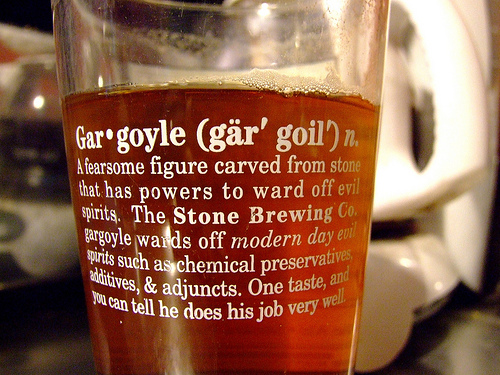 Gar•goyle (gär′ goil′) n.
A fearsome figure carved from stone
that has powers to ward off evil
spirits. The Stone Brewing Co.
gargoyle wards off modern day evil
spirits such as chemical preservatives,
additives, & adjuncts. One taste, and
you can tell he does his job very well.